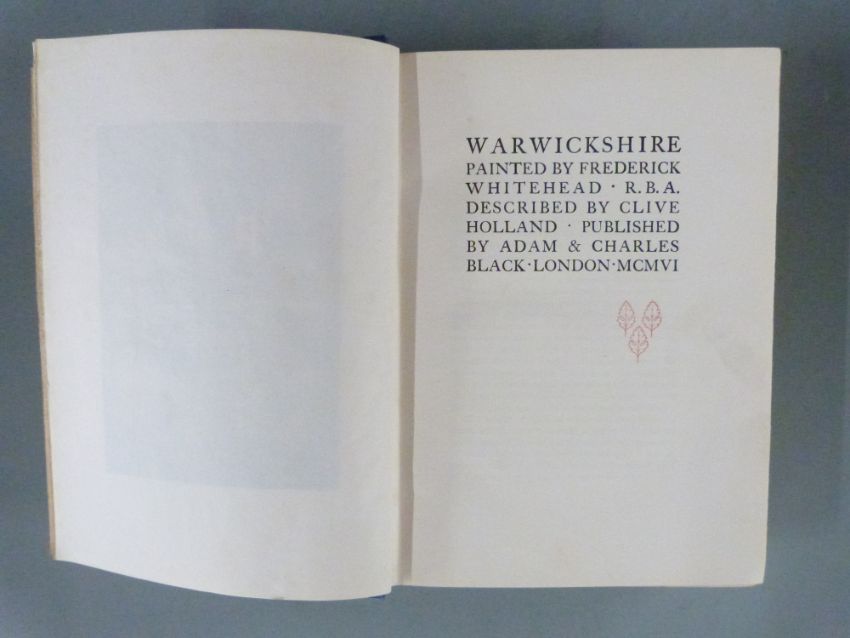 WARWICKSHIRE
PAINTED BY FREDERICK
WHITEHEAD · R.B.A.
DESCRIBED BY CLIVE
HOLLAND · PUBLISHED
BY ADAM & CHARLES
BLACK·LONDON·MCMVI